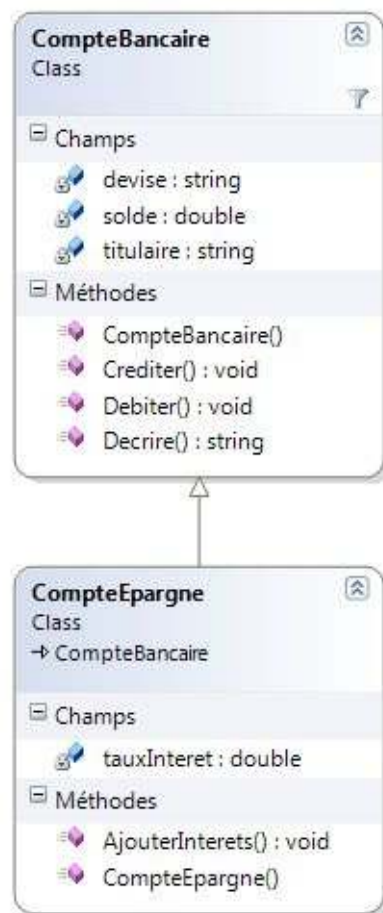 CompteBancaire
Class
Champs
devise : string
solde : double
titulaire : string
Méthodes
CompteBancaire()
Crediter() : void
Debiter() : void
Decrire() : string
CompteEpargne
Class
CompteBancaire
Champs
tauxInteret : double
Méthodes
AjouterInterets() : void
CompteEpargne()